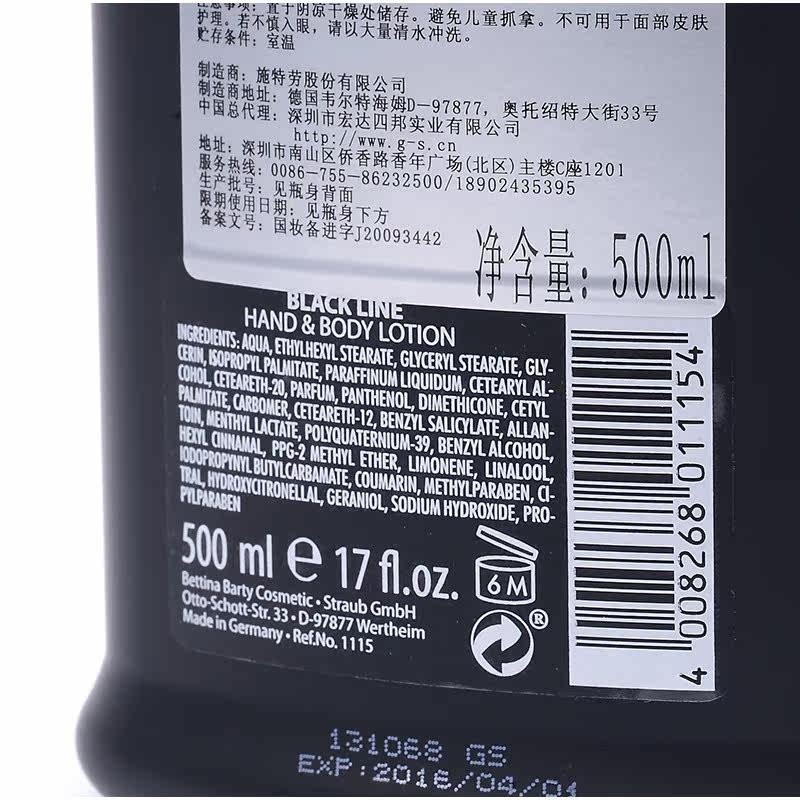 注意事项：置于阴凉干燥处储存。避免儿童抓拿。不可用于面部皮肤
护理。若不慎入眼，请以大量清水冲洗。
贮存条件：室温
制造商：施特劳股份有限公司
制造商地址：德国韦尔特海姆D-97877，奥托绍特大街33号
中国总代理：深圳市宏达四邦实业有限公司
http://www.g-s.cn
地址：深圳市南山区侨香路香年广场(北区)主楼C座1201
服务热线：0086-755-86232500/18902435395
生产批号：见瓶身背面
限期使用日期：见瓶身下方
备案文号：国妆备进字J20093442
净含量：500ml
BLACK LINE
HAND & BODY LOTION
INGREDIENTS: AQUA, ETHYLHEXYL STEARATE, GLYCERYL STEARATE, GLY-
CERIN, ISOPROPYL PALMITATE, PARAFFINUM LIQUIDUM, CETEARYL AL-
COHOL, CETEARETH-20, PARFUM, PANTHENOL, DIMETHICONE, CETYL
PALMITATE, CARBOMER, CETEARETH-12, BENZYL SALICYLATE, ALLAN-
TOIN, MENTHYL LACTATE, POLYQUATERNIUM-39, BENZYL ALCOHOL,
HEXYL CINNAMAL, PPG-2 METHYL ETHER, LIMONENE, LINALOOL,
IODOPROPYNYL BUTYLCARBAMATE, COUMARIN, METHYLPARABEN, CI-
TRAL, HYDROXYCITRONELLAL, GERANIOL, SODIUM HYDROXIDE, PRO-
PYLPARABEN
500 ml e 17 fl.oz.
6 M
Bettina Barty Cosmetic • Straub GmbH
Otto-Schott-Str. 33 • D-97877 Wertheim
Made in Germany • Ref.No. 1115
®
4 008268 011154
131068 GS
EXP:2016/04/01